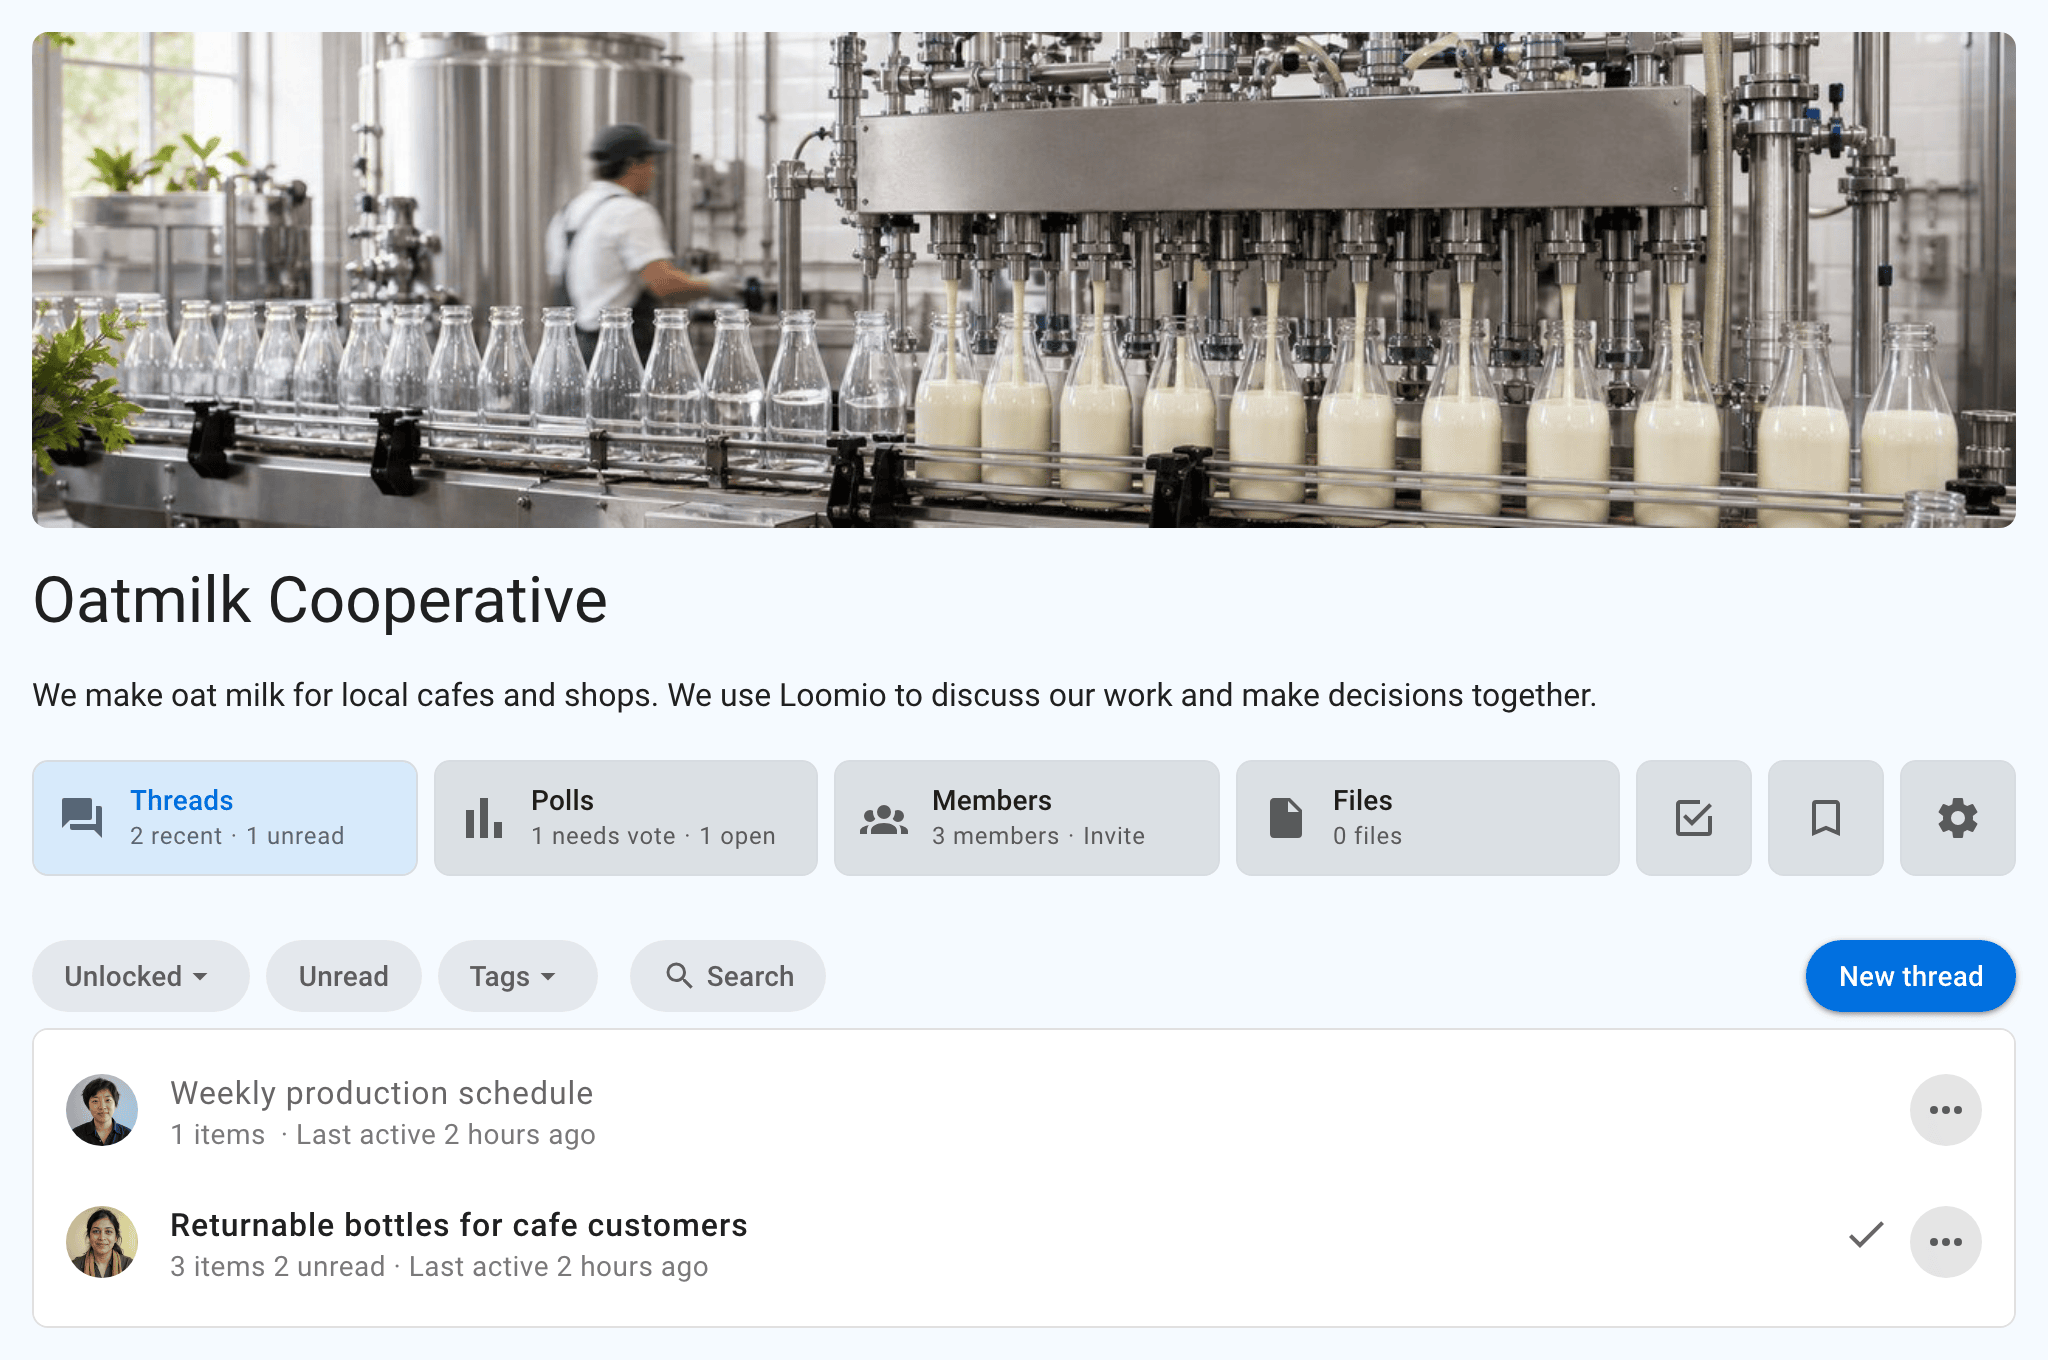 Oatmilk Cooperative
We make oat milk for local cafes and shops. We use Loomio to discuss our work and make decisions together.
Threads
2 recent · 1 unread
Polls
1 needs vote · 1 open
Members
3 members · Invite
Files
0 files
Unlocked
Unread
Tags
Search
New thread
Weekly production schedule
1 items · Last active 2 hours ago
Returnable bottles for cafe customers
3 items 2 unread · Last active 2 hours ago